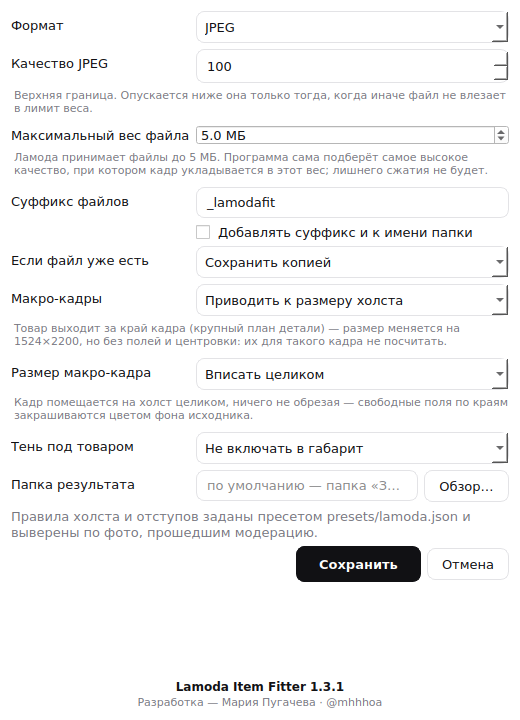 Формат
JPEG
Качество JPEG
100
Верхняя граница. Опускается ниже она только тогда, когда иначе файл не влезает
в лимит веса.
Максимальный вес файла
5.0 МБ
Ламода принимает файлы до 5 МБ. Программа сама подберёт самое высокое
качество, при котором кадр укладывается в этот вес; лишнего сжатия не будет.
Суффикс файлов
_lamodafit
Добавлять суффикс и к имени папки
Если файл уже есть
Сохранить копией
Макро-кадры
Приводить к размеру холста
Товар выходит за край кадра (крупный план детали) — размер меняется на
1524×2200, но без полей и центровки: их для такого кадра не посчитать.
Размер макро-кадра
Вписать целиком
Кадр помещается на холст целиком, ничего не обрезая — свободные поля по краям
закрашиваются цветом фона исходника.
Тень под товаром
Не включать в габарит
Папка результата
по умолчанию — папка «З…
Обзор…
Правила холста и отступов заданы пресетом presets/lamoda.json и
выверены по фото, прошедшим модерацию.
Сохранить
Отмена
Lamoda Item Fitter 1.3.1
Разработка — Мария Пугачева · @mhhhoa